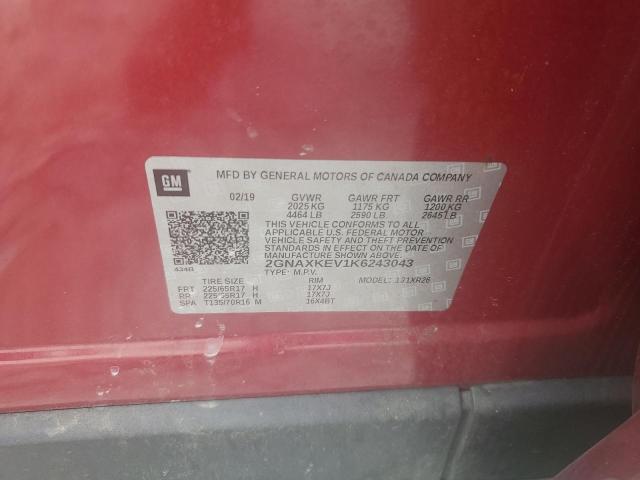 GM
MFD BY GENERAL MOTORS OF CANADA COMPANY
02/19 GVWR GAWR FRT GAWR RR
2025 KG 1175 KG 1200 KG
4464 LB 2590 LB 2645 LB
THIS VEHICLE CONFORMS TO ALL
APPLICABLE U.S. FEDERAL MOTOR
VEHICLE SAFETY AND THEFT PREVENTION
STANDARDS IN EFFECT ON THE DATE OF
MANUFACTURE SHOWN ABOVE.
2GNAXKEV1K6243043
434B TYPE: M.P.V.
TIRE SIZE RIM MODEL: 131XR26
FRT 225/65R17 H 17X7J
RR 225/65R17 H 17X7J
SPA T135/70R16 M 16X4BT